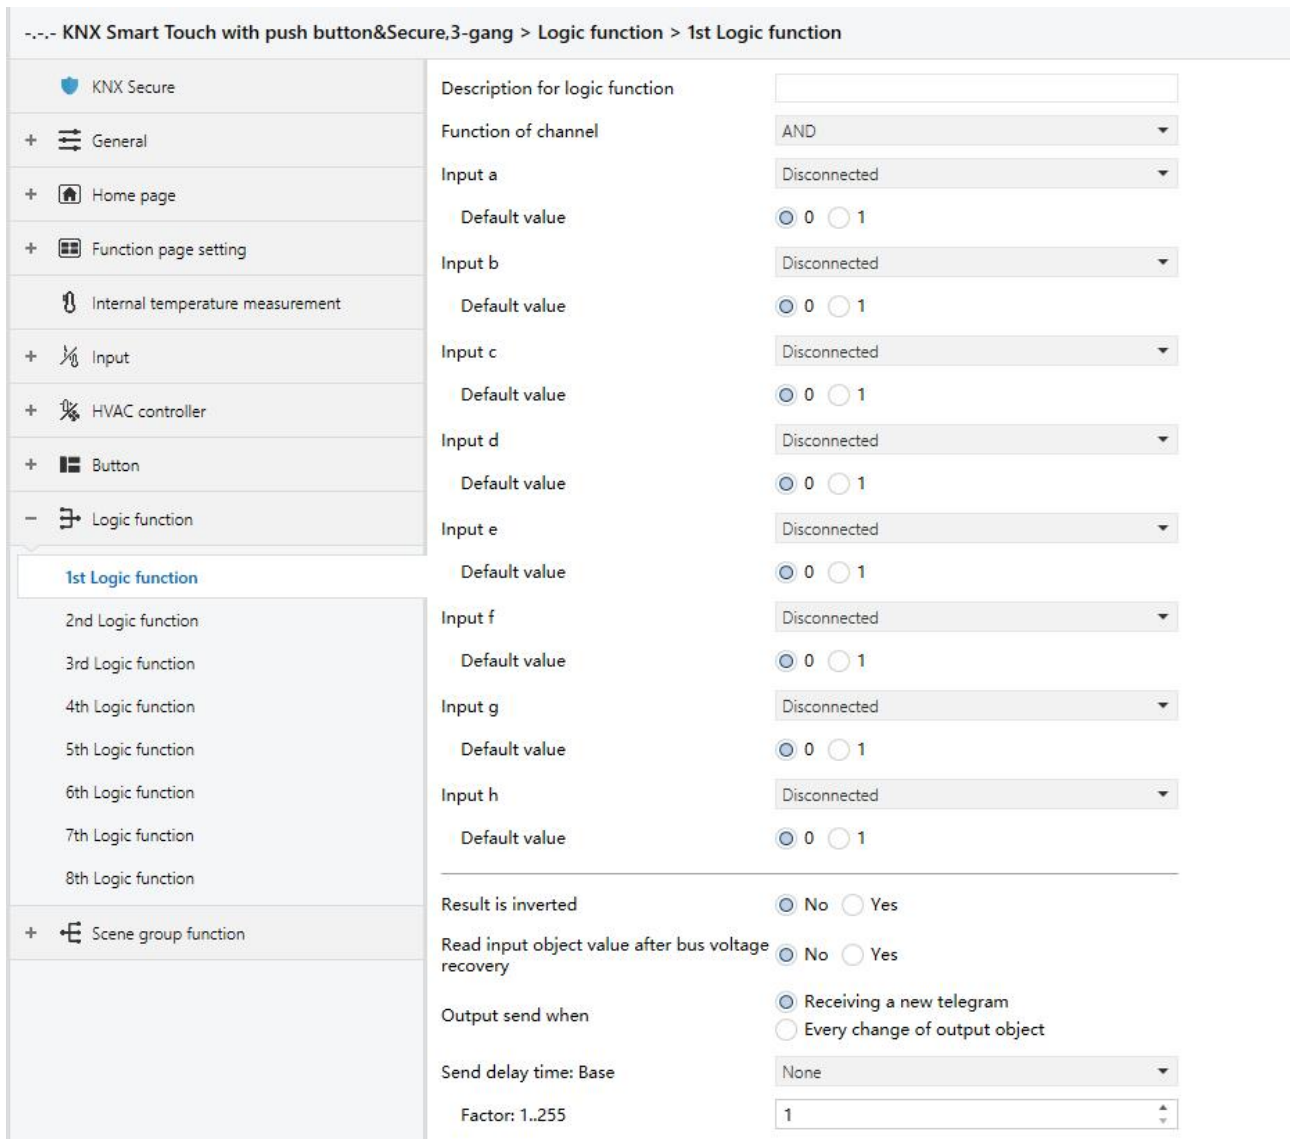 -.-.- KNX Smart Touch with push button&Secure,3-gang > Logic function > 1st Logic function
KNX Secure
+ General
+ Home page
+ Function page setting
Internal temperature measurement
+ Input
+ HVAC controller
+ Button
− Logic function
1st Logic function
2nd Logic function
3rd Logic function
4th Logic function
5th Logic function
6th Logic function
7th Logic function
8th Logic function
+ Scene group function
Description for logic function
Function of channel AND
Input a Disconnected
Default value 0 1
Input b Disconnected
Default value 0 1
Input c Disconnected
Default value 0 1
Input d Disconnected
Default value 0 1
Input e Disconnected
Default value 0 1
Input f Disconnected
Default value 0 1
Input g Disconnected
Default value 0 1
Input h Disconnected
Default value 0 1
Result is inverted No Yes
Read input object value after bus voltage
recovery No Yes
Output send when Receiving a new telegram
Every change of output object
Send delay time: Base None
Factor: 1..255 1